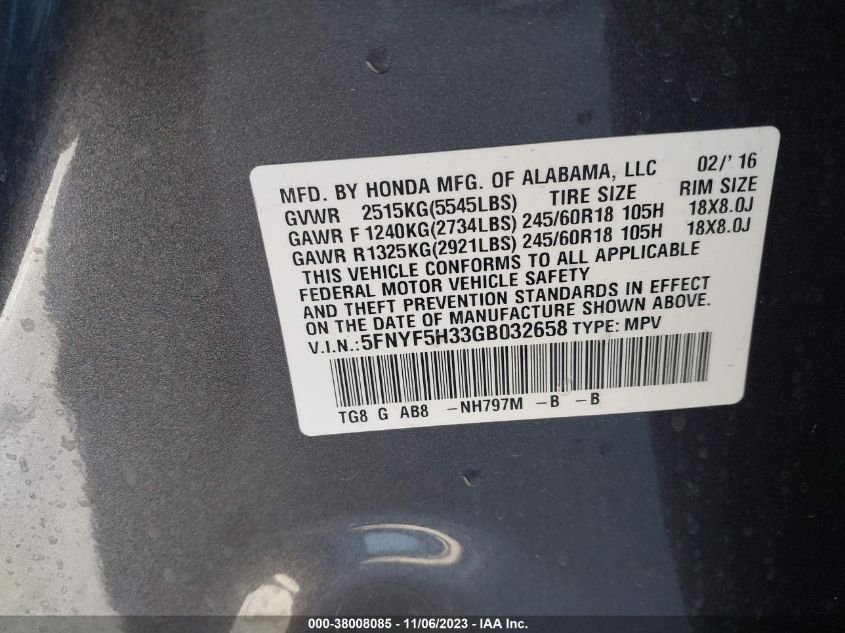 MFD. BY HONDA MFG. OF ALABAMA, LLC 02/' 16
GVWR 2515KG(5545LBS) TIRE SIZE RIM SIZE
GAWR F 1240KG(2734LBS) 245/60R18 105H 18X8.0J
GAWR R1325KG(2921LBS) 245/60R18 105H 18X8.0J
THIS VEHICLE CONFORMS TO ALL APPLICABLE
FEDERAL MOTOR VEHICLE SAFETY
AND THEFT PREVENTION STANDARDS IN EFFECT
ON THE DATE OF MANUFACTURE SHOWN ABOVE.
V.I.N.:5FNYF5H33GB032658 TYPE: MPV
TG8 G AB8 -NH797M -B -B
000-38008085 - 11/06/2023 - IAA Inc.